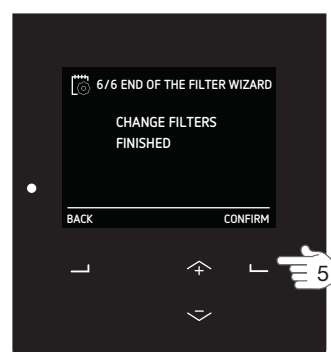 6/6 END OF THE FILTER WIZARD
CHANGE FILTERS
FINISHED
BACK CONFIRM
5